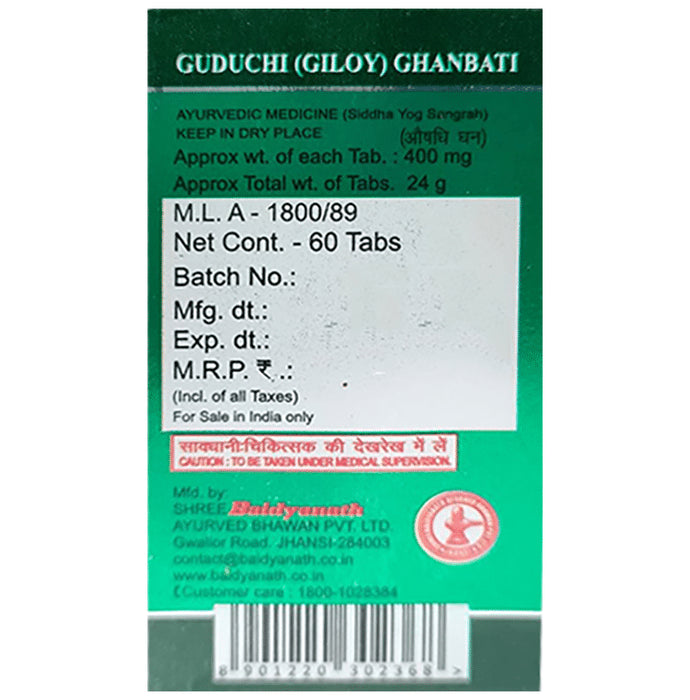 GUDUCHI (GILOY) GHANBATI
AYURVEDIC MEDICINE (Siddha Yog Sangrah)
KEEP IN DRY PLACE (औषधि घन)
Approx wt. of each Tab. : 400 mg
Approx Total wt. of Tabs. 24 g
M.L. A - 1800/89
Net Cont. - 60 Tabs
Batch No.:
Mfg. dt.:
Exp. dt.:
M.R.P. ₹ .:
(Incl. of all Taxes)
For Sale in India only
सावधानी:चिकित्सक की देखरेख में लें
CAUTION : TO BE TAKEN UNDER MEDICAL SUPERVISION.
Mfd. by:
SHREE Baidyanath
AYURVED BHAWAN PVT. LTD.
Gwalior Road, JHANSI-284003
contact@baidyanath.co.in
www.baidyanath.co.in
(Customer care : 1800-1028384
8 901220 302368 >